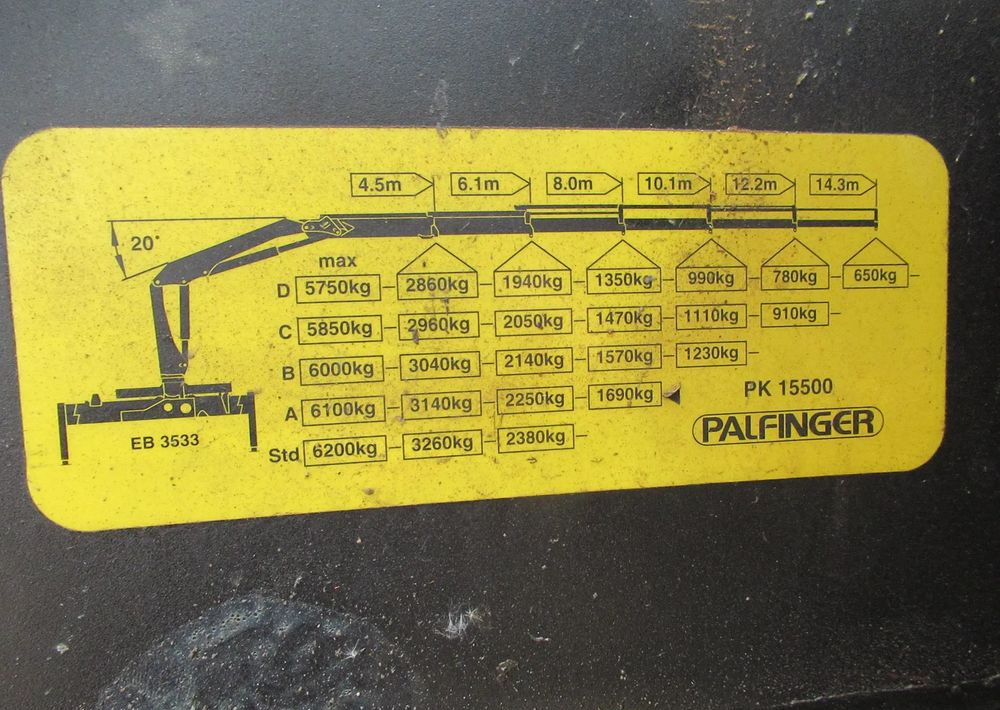 4.5m 6.1m 8.0m 10.1m 12.2m 14.3m
20°
max
D 5750kg 2860kg 1940kg 1350kg 990kg 780kg 650kg
C 5850kg 2960kg 2050kg 1470kg 1110kg 910kg
B 6000kg 3040kg 2140kg 1570kg 1230kg
A 6100kg 3140kg 2250kg 1690kg
Std 6200kg 3260kg 2380kg
EB 3533
PK 15500
PALFINGER